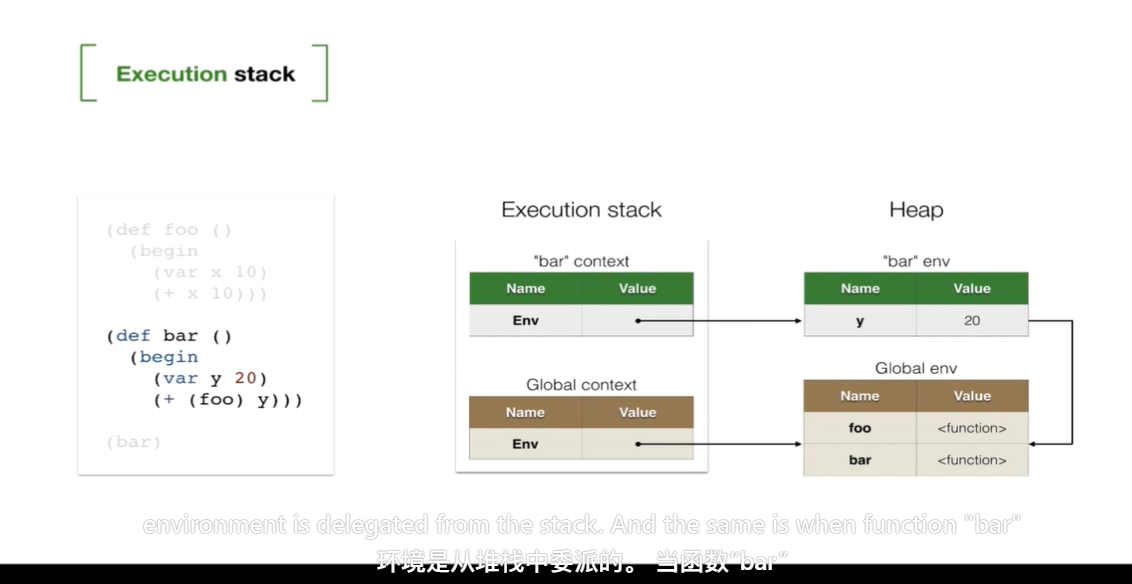 Execution stack
(def foo ()
(begin
(var x 10)
(+ x 10)))
(def bar ()
(begin
(var y 20)
(+ (foo) y)))
(bar)
Execution stack
"bar" context
Name Value
Env
Global context
Name Value
Env
Heap
"bar" env
Name Value
y 20
Global env
Name Value
foo <function>
bar <function>
environment is delegated from the stack. And the same is when function "bar"
环境是从堆栈中委派的。 当函数“bar”